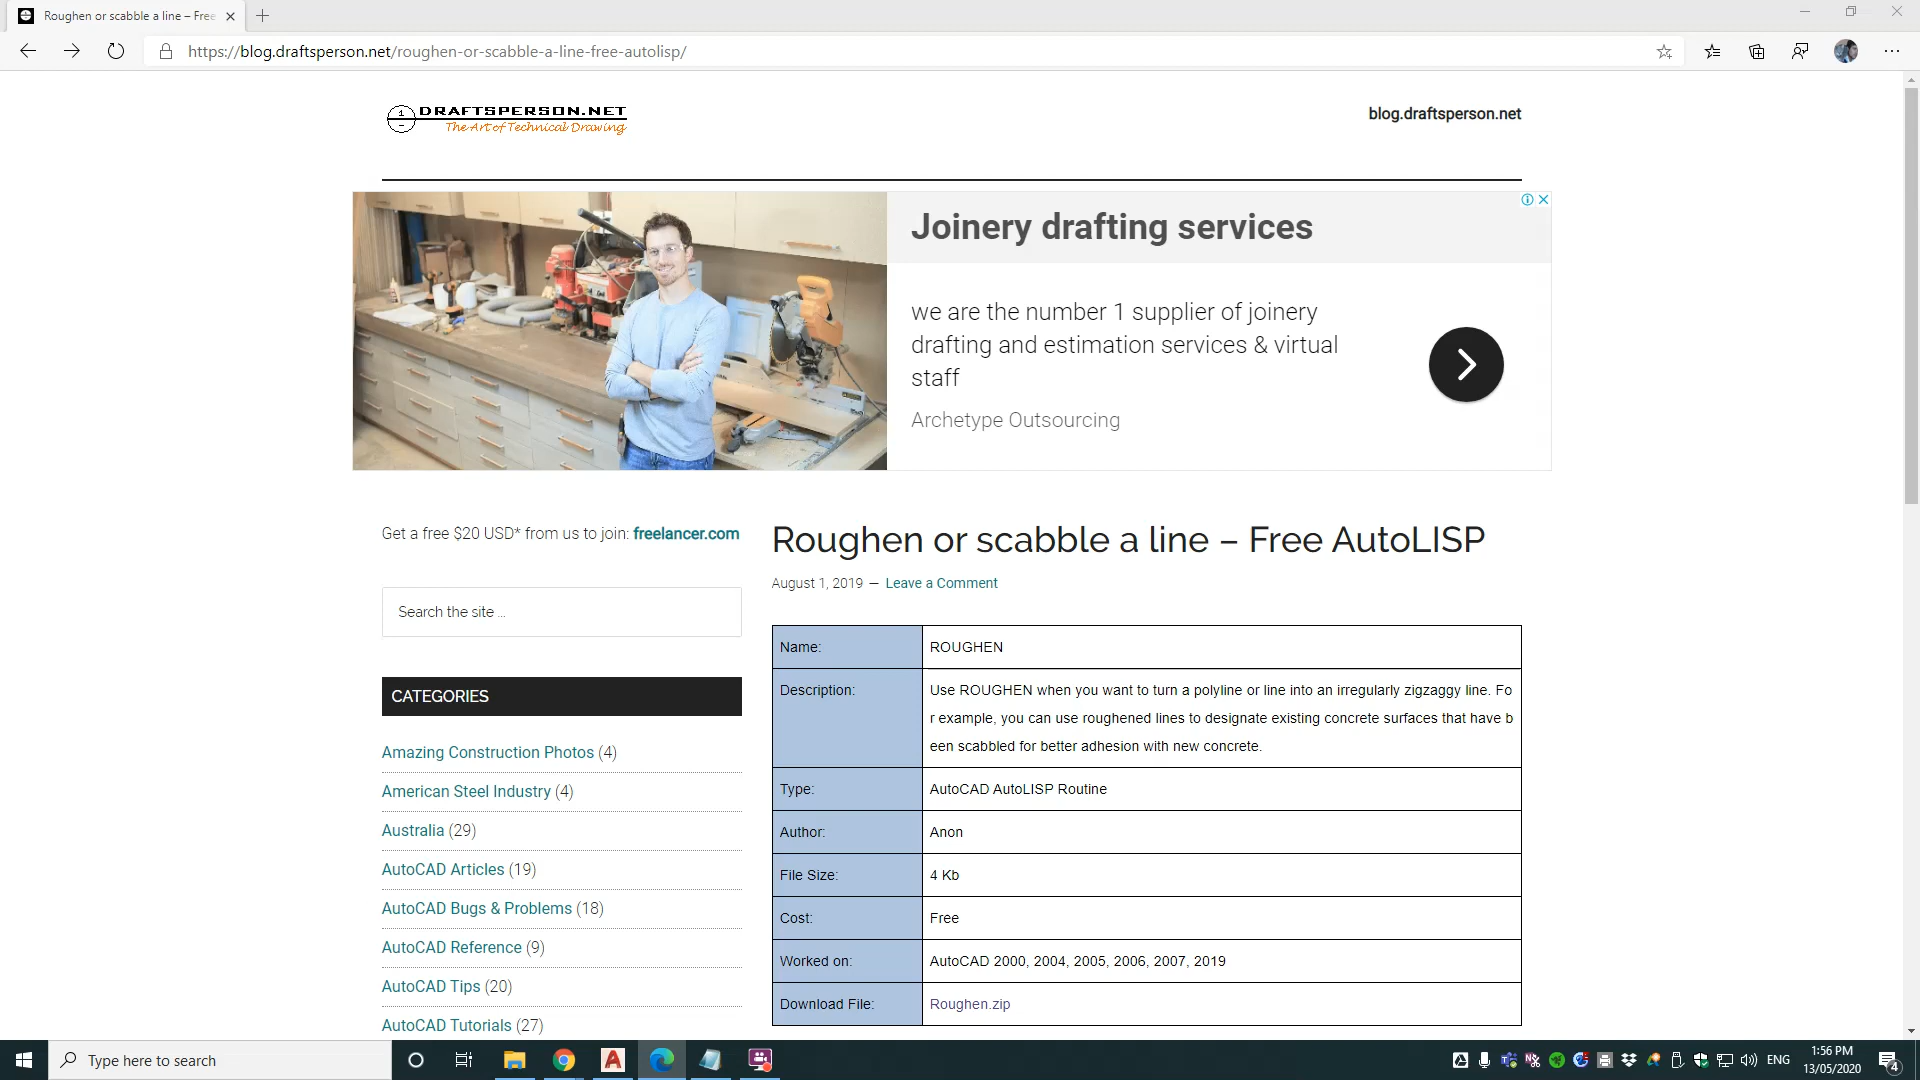 Roughen or scabble a line – Free
https://blog.draftsperson.net/roughen-or-scabble-a-line-free-autolisp/
1
DRAFTSPERSON.NET
The Art of Technical Drawing
blog.draftsperson.net
Joinery drafting services
we are the number 1 supplier of joinery
drafting and estimation services & virtual
staff
Archetype Outsourcing
Get a free $20 USD* from us to join: freelancer.com
Search the site ...
CATEGORIES
Amazing Construction Photos (4)
American Steel Industry (4)
Australia (29)
AutoCAD Articles (19)
AutoCAD Bugs & Problems (18)
AutoCAD Reference (9)
AutoCAD Tips (20)
AutoCAD Tutorials (27)
Roughen or scabble a line – Free AutoLISP
August 1, 2019 — Leave a Comment
Name: ROUGHEN
Description: Use ROUGHEN when you want to turn a polyline or line into an irregularly zigzaggy line. Fo
r example, you can use roughened lines to designate existing concrete surfaces that have b
een scabbled for better adhesion with new concrete.
Type: AutoCAD AutoLISP Routine
Author: Anon
File Size: 4 Kb
Cost: Free
Worked on: AutoCAD 2000, 2004, 2005, 2006, 2007, 2019
Download File: Roughen.zip
Type here to search
ENG
1:56 PM
13/05/2020
4